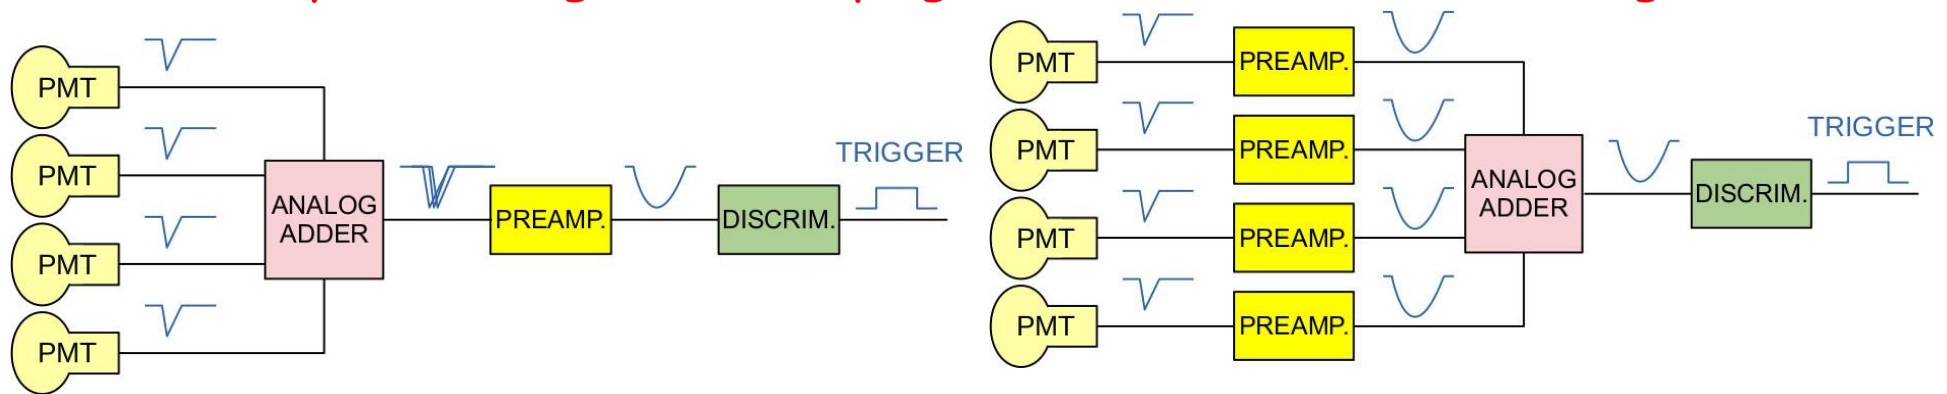 PMT
PMT
PMT
PMT
ANALOG
ADDER
PREAMP.
DISCRIM.
TRIGGER
PMT
PMT
PMT
PMT
PREAMP.
PREAMP.
PREAMP.
PREAMP.
ANALOG
ADDER
DISCRIM.
TRIGGER